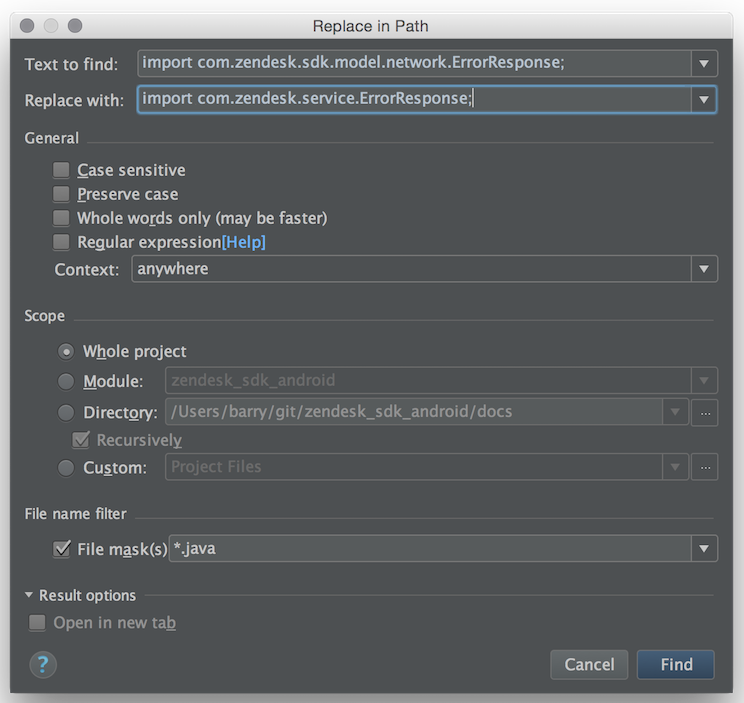 Replace in Path
Text to find: import com.zendesk.sdk.model.network.ErrorResponse;
Replace with: import com.zendesk.service.ErrorResponse;
General
Case sensitive
Preserve case
Whole words only (may be faster)
Regular expression[Help]
Context: anywhere
Scope
Whole project
Module: zendesk_sdk_android
Directory: /Users/barry/git/zendesk_sdk_android/docs ...
Recursively
Custom: Project Files ...
File name filter
File mask(s) *.java
Result options
Open in new tab
? Cancel Find